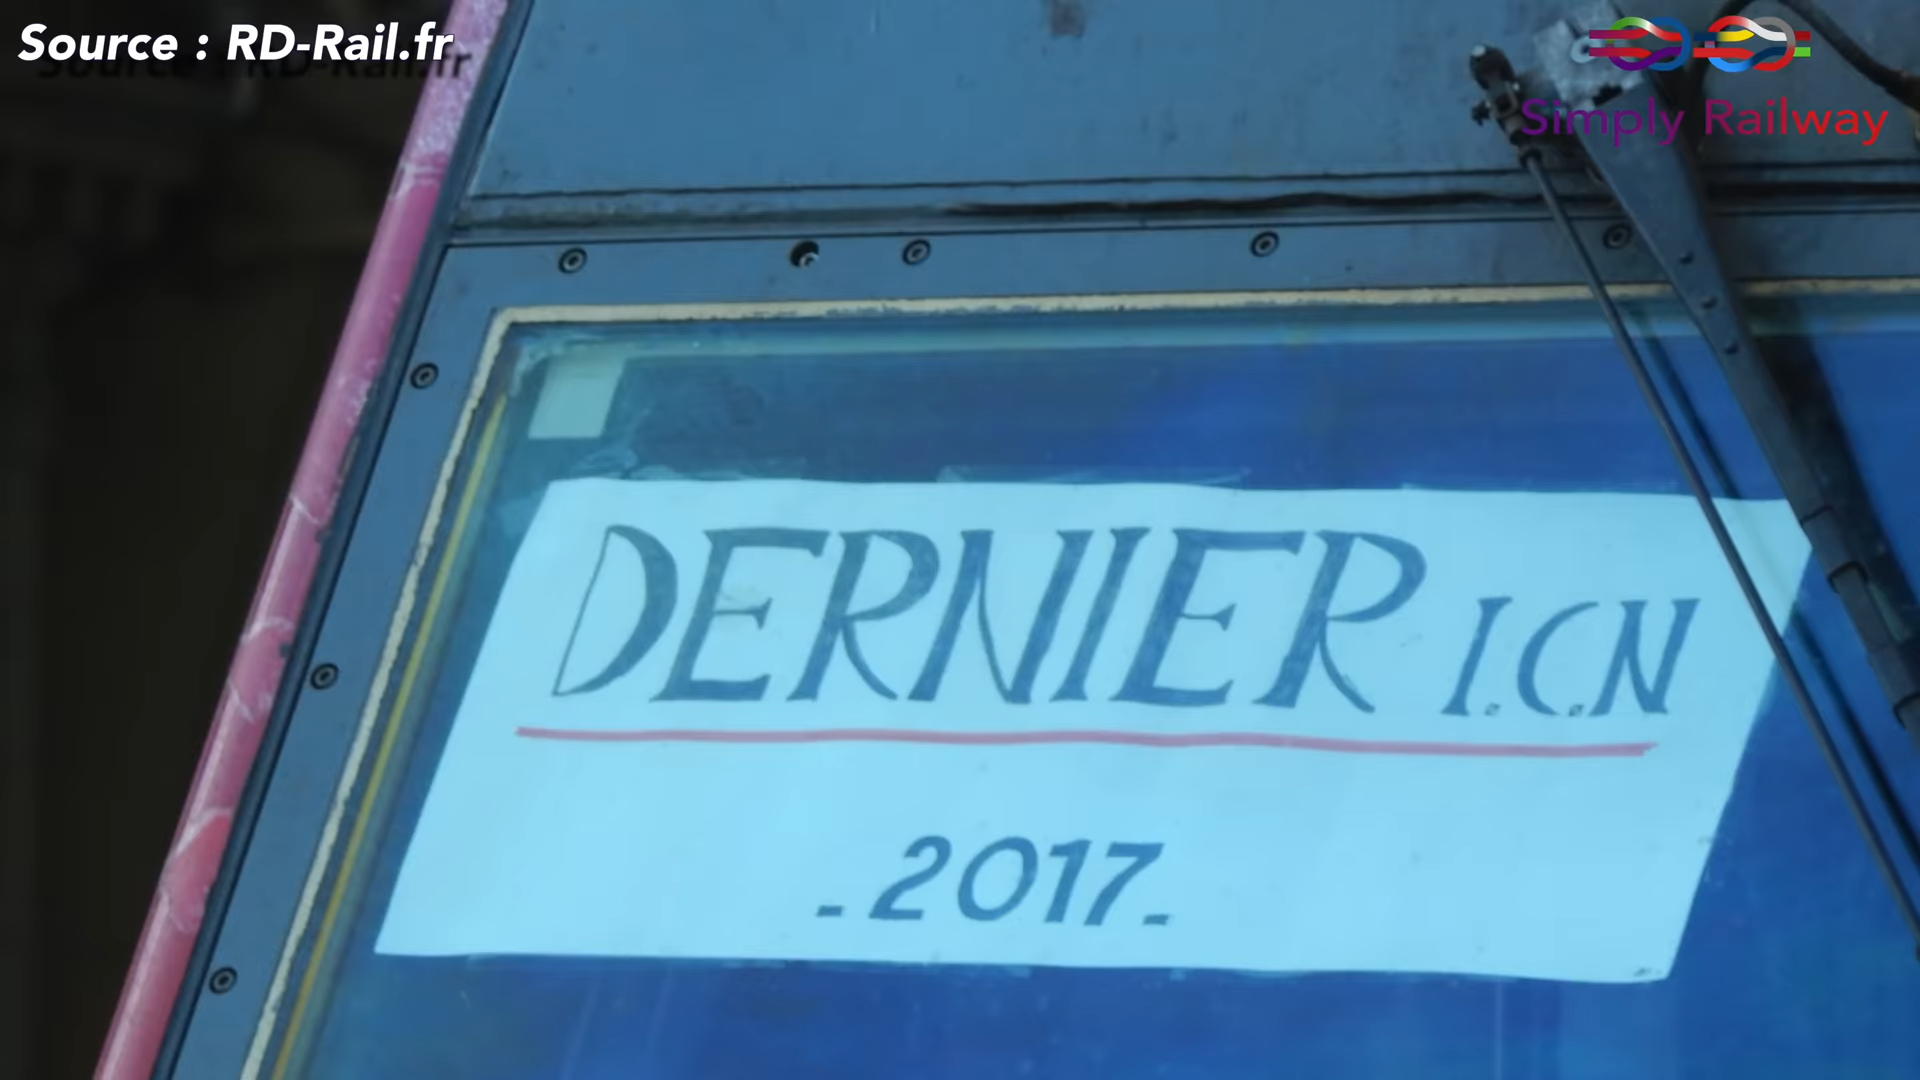 Source : RD-Rail.fr
Simply Railway
DERNIER I.C.N
- 2017 -